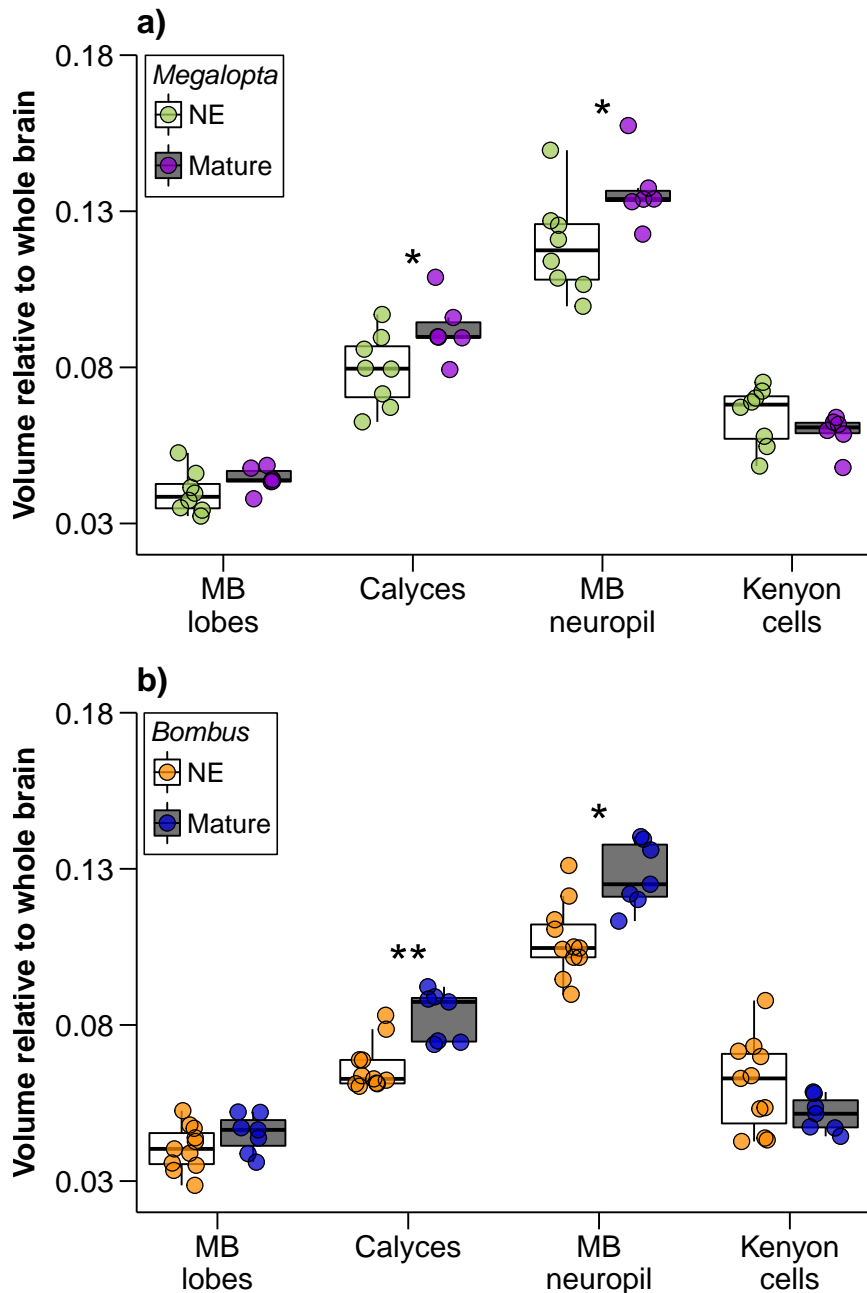 a)
Volume relative to whole brain
0.18
0.13
0.08
0.03
Megalopta
NE
Mature
*
*
MB
lobes
Calyces
MB
neuropil
Kenyon
cells
b)
Volume relative to whole brain
0.18
0.13
0.08
0.03
Bombus
NE
Mature
**
*
MB
lobes
Calyces
MB
neuropil
Kenyon
cells